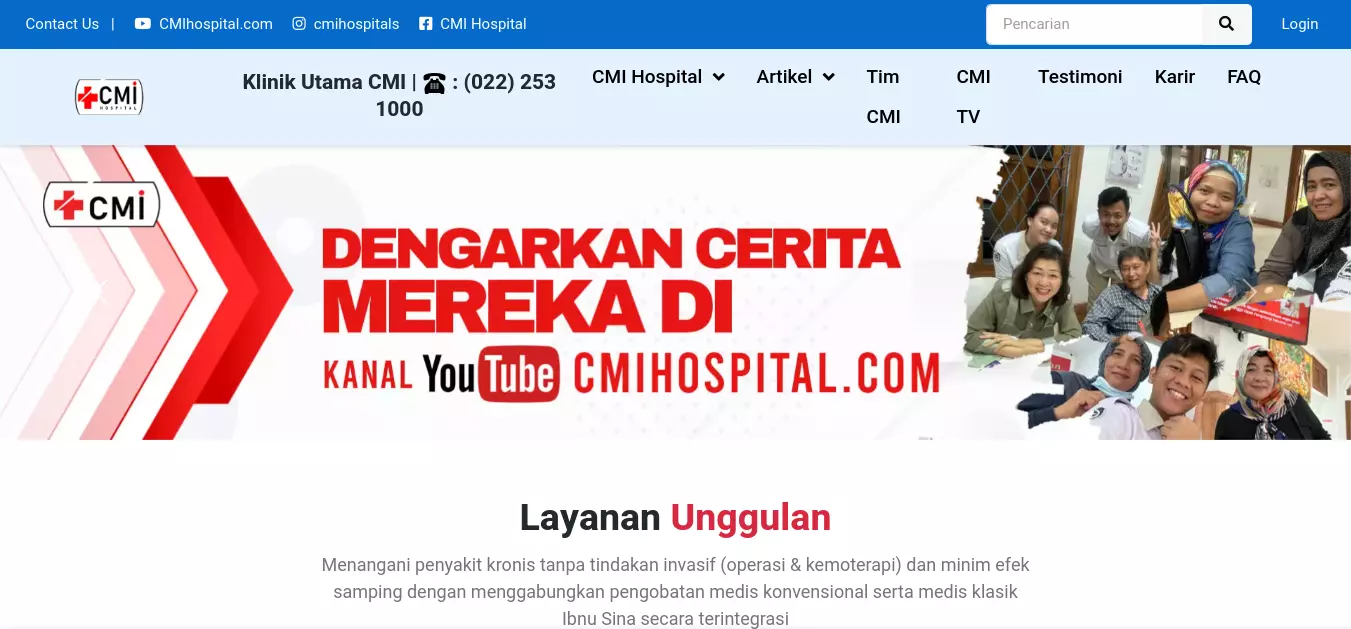 Contact Us | CMIhospital.com cmihospitals CMI Hospital Pencarian Login
CMI HOSPITAL
Klinik Utama CMI | ☎ : (022) 253
1000
CMI Hospital Artikel Tim CMI CMI TV Testimoni Karir FAQ
CMI
DENGARKAN CERITA
MEREKA DI
KANAL YouTube CMIHOSPITAL.COM
Layanan Unggulan
Menangani penyakit kronis tanpa tindakan invasif (operasi & kemoterapi) dan minim efek
samping dengan menggabungkan pengobatan medis konvensional serta medis klasik
Ibnu Sina secara terintegrasi